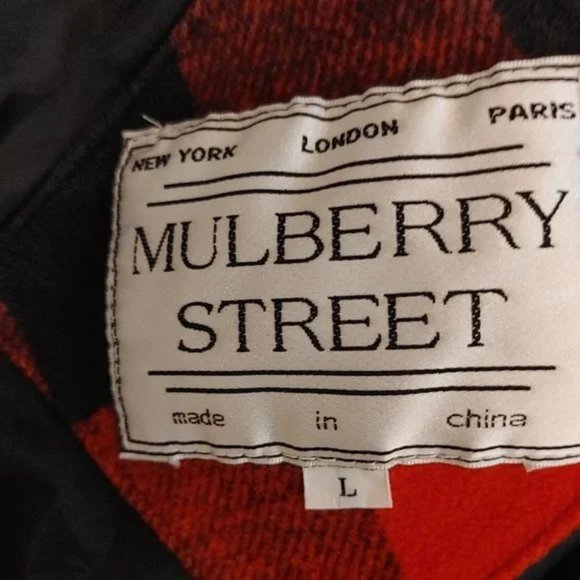 NEW YORK LONDON PARIS
MULBERRY
STREET
made in china
L